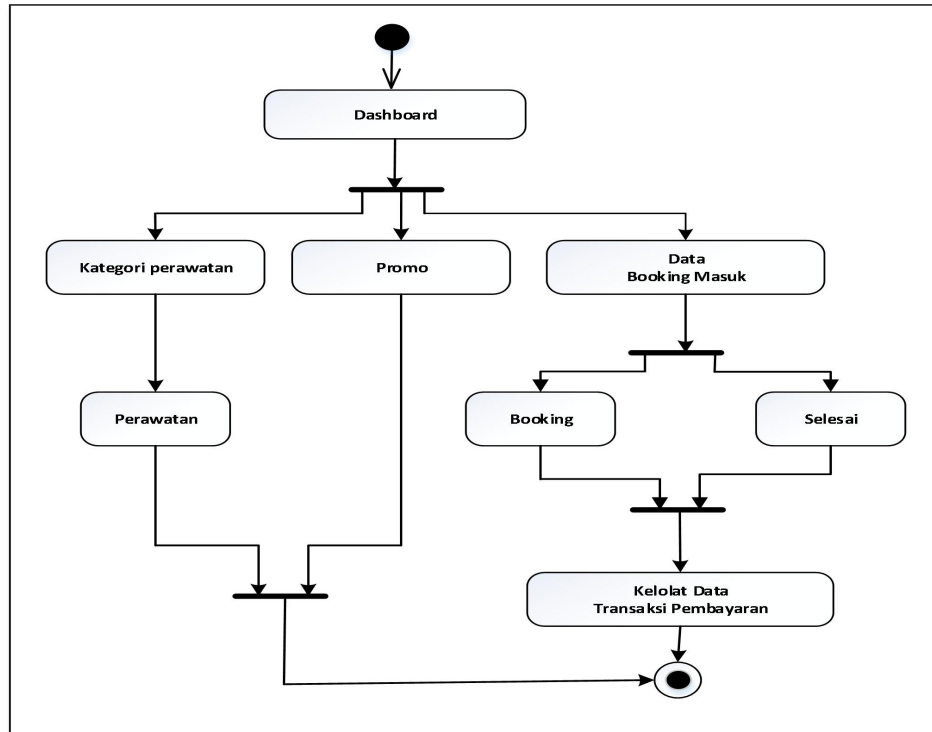 Dashboard
Kategori perawatan
Promo
Data
Booking Masuk
Perawatan
Booking
Selesai
Kelolat Data
Transaksi Pembayaran